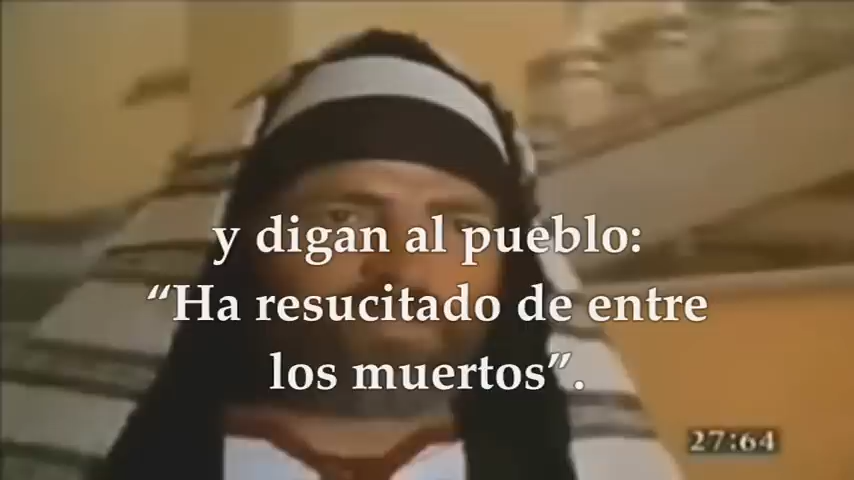 y digan al pueblo:
“Ha resucitado de entre
los muertos”.
27:64